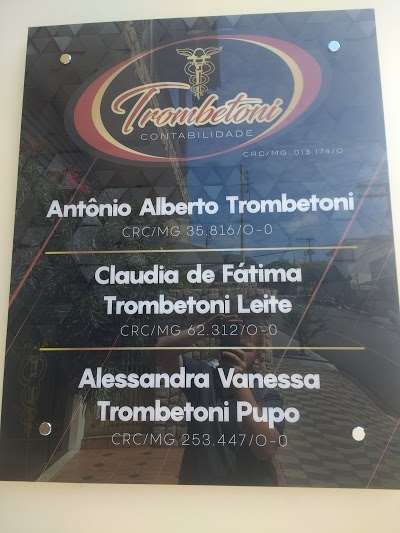 Trombetoni
CONTABILIDADE
CRC/MG 013.174/O
Antônio Alberto Trombetoni
CRC/MG 35.816/O-0
Claudia de Fátima
Trombetoni Leite
CRC/MG 62.312/O-0
Alessandra Vanessa
Trombetoni Pupo
CRC/MG 253.447/O-0